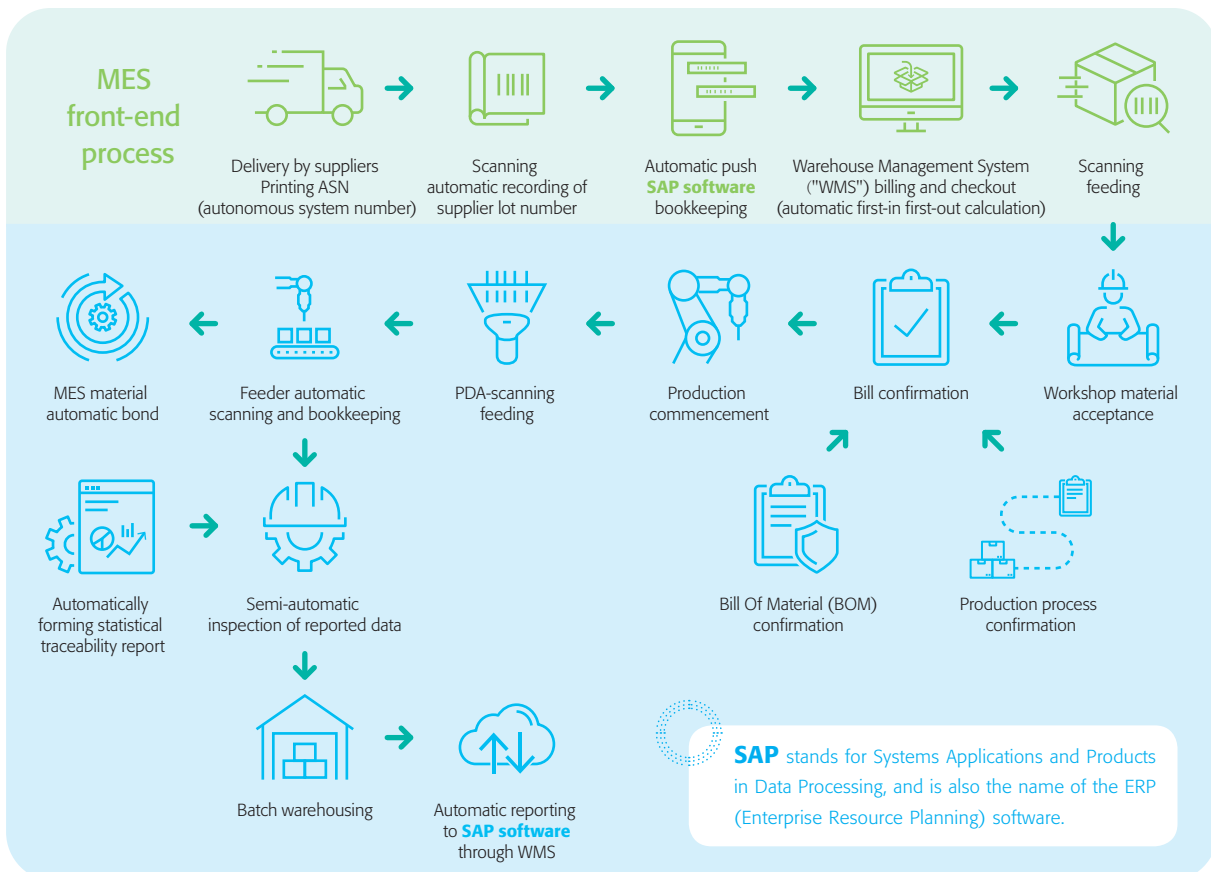 MES
front-end
process
Delivery by suppliers
Printing ASN
(autonomous system number)
Scanning
automatic recording of
supplier lot number
Automatic push
SAP software
bookkeeping
Warehouse Management System
("WMS") billing and checkout
(automatic first-in first-out calculation)
Scanning
feeding
MES material
automatic bond
Feeder automatic
scanning and bookkeeping
PDA-scanning
feeding
Production
commencement
Bill confirmation
Workshop material
acceptance
Automatically
forming statistical
traceability report
Semi-automatic
inspection of reported data
Bill Of Material (BOM)
confirmation
Production process
confirmation
Batch warehousing
Automatic reporting
to SAP software
through WMS
SAP stands for Systems Applications and Products
in Data Processing, and is also the name of the ERP
(Enterprise Resource Planning) software.